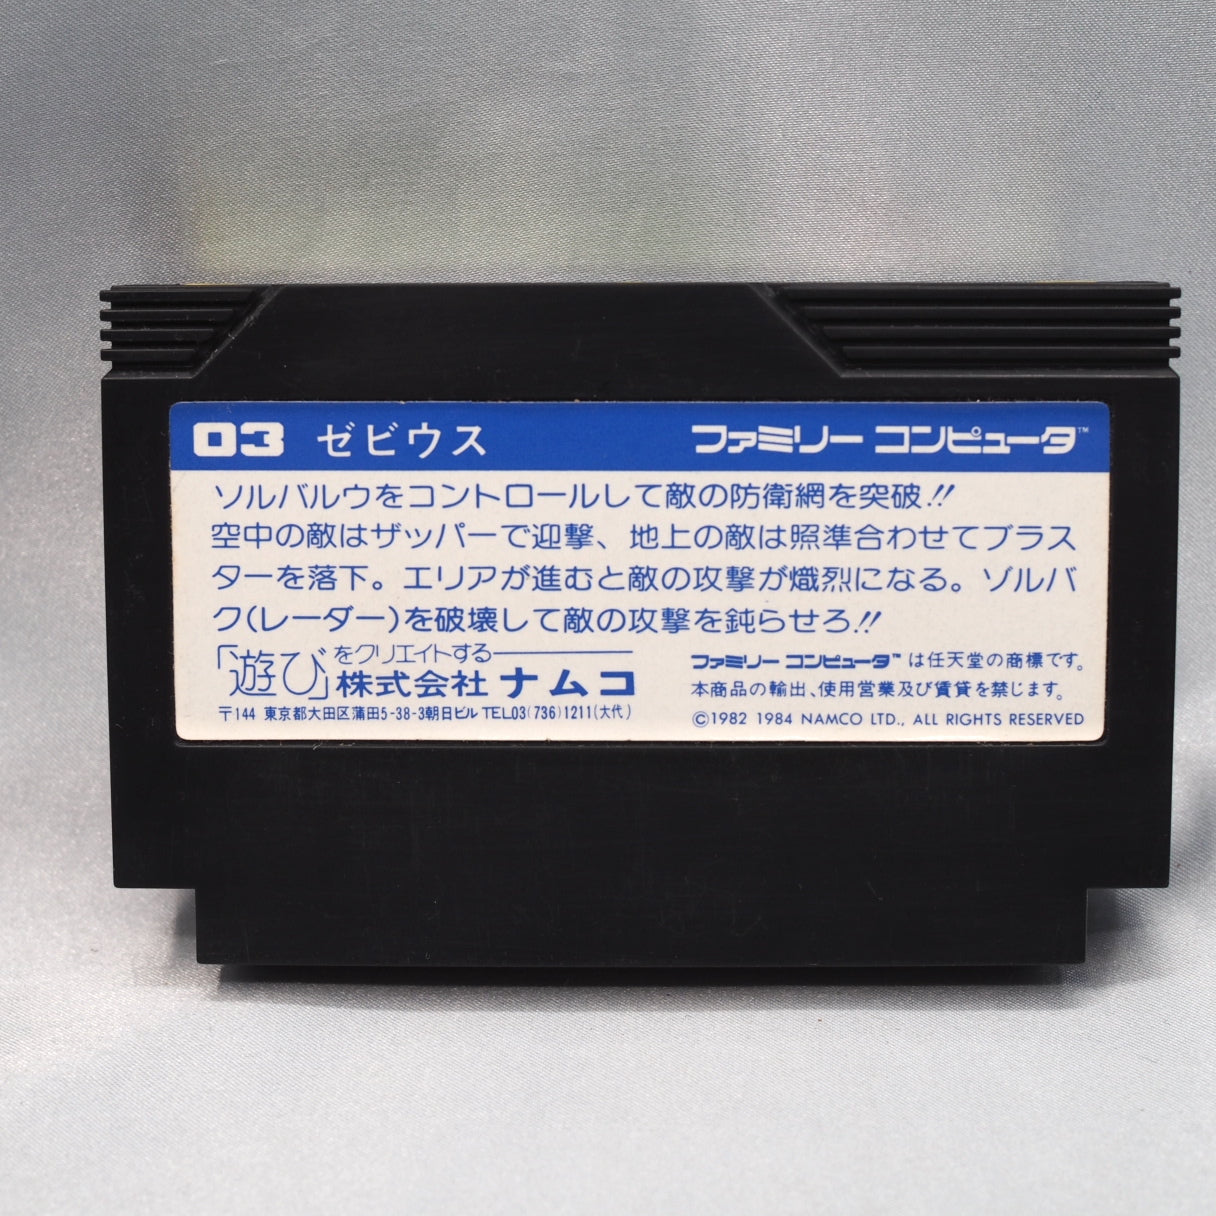 03 ゼビウス ファミリー コンピュータ™
ソルバルウをコントロールして敵の防衛網を突破!!
空中の敵はザッパーで迎撃、地上の敵は照準合わせてブラス
ターを落下。エリアが進むと敵の攻撃が熾烈になる。ゾルバ
ク(レーダー)を破壊して敵の攻撃を鈍らせろ!!
「遊び」をクリエイトする
株式会社 ナムコ
〒144 東京都大田区蒲田5-38-3朝日ビル TEL03(736)1211(大代)
ファミリー コンピュータ™は任天堂の商標です。
本商品の輸出、使用営業及び賃貸を禁じます。
©1982 1984 NAMCO LTD., ALL RIGHTS RESERVED